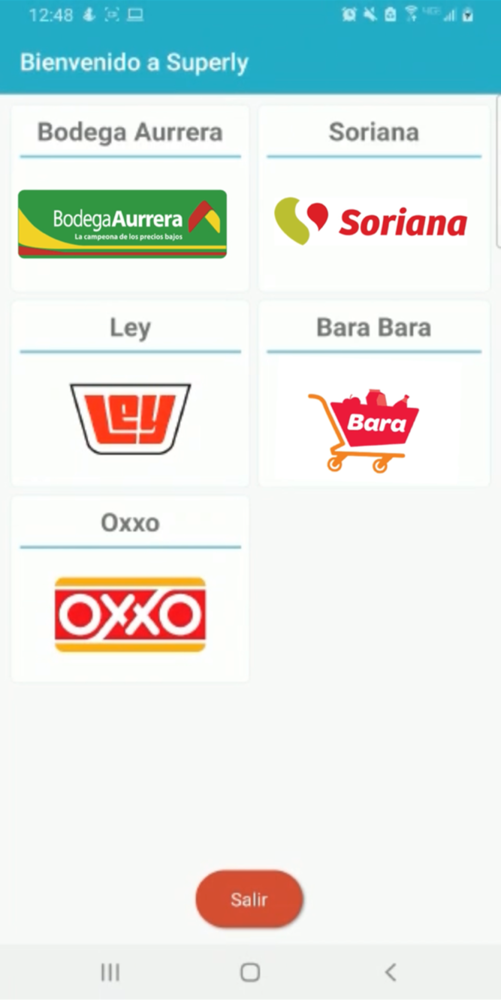 12:48
Bienvenido a Superly
Bodega Aurrera
Soriana
BodegaAurrera
La campeona de los precios bajos
Soriana
Ley
Bara Bara
Ley
Bara
Oxxo
OXXO
Salir